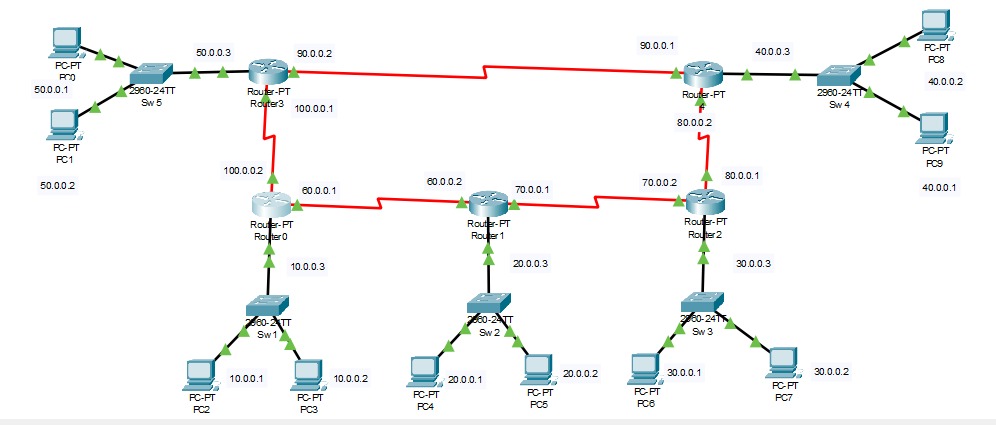 50.0.0.3
90.0.0.2
90.0.0.1
40.0.0.3
PC-PT
PC0
50.0.0.1
2960-24TT
Sw 5
Router-PT
Router3
100.0.0.1
Router-PT
4
80.0.0.2
2960-24TT
Sw 4
PC-PT
PC8
40.0.0.2
PC-PT
PC1
50.0.0.2
PC-PT
PC9
40.0.0.1
100.0.0.2
60.0.0.1
60.0.0.2
70.0.0.1
70.0.0.2
80.0.0.1
Router-PT
Router0
Router-PT
Router1
Router-PT
Router2
10.0.0.3
20.0.0.3
30.0.0.3
2960-24TT
Sw 1
2960-24TT
Sw 2
2960-24TT
Sw 3
10.0.0.1
10.0.0.2
20.0.0.1
20.0.0.2
30.0.0.1
30.0.0.2
PC-PT
PC2
PC-PT
PC3
PC-PT
PC4
PC-PT
PC5
PC-PT
PC6
PC-PT
PC7